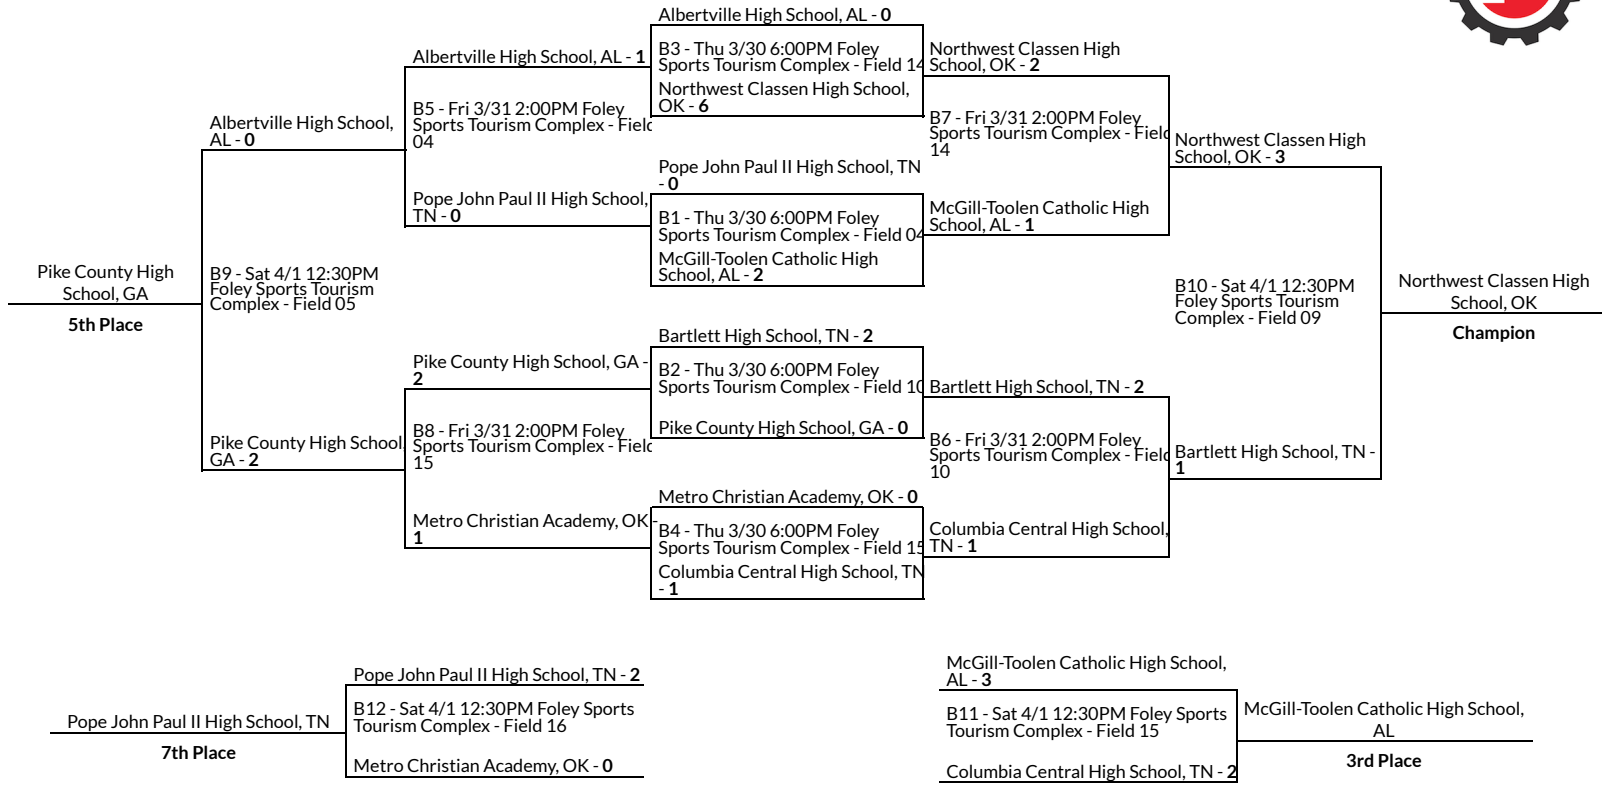 Albertville High School, AL - 0
B3 - Thu 3/30 6:00PM Foley
Sports Tourism Complex - Field 14
Northwest Classen High School,
OK - 6
Pope John Paul II High School, TN
- 0
B1 - Thu 3/30 6:00PM Foley
Sports Tourism Complex - Field 04
McGill-Toolen Catholic High
School, AL - 2
Bartlett High School, TN - 2
B2 - Thu 3/30 6:00PM Foley
Sports Tourism Complex - Field 10
Pike County High School, GA - 0
Metro Christian Academy, OK - 0
B4 - Thu 3/30 6:00PM Foley
Sports Tourism Complex - Field 15
Columbia Central High School, TN
- 1
Albertville High School, AL - 1
B5 - Fri 3/31 2:00PM Foley
Sports Tourism Complex - Field
04
Pope John Paul II High School,
TN - 0
Pike County High School, GA -
2
B8 - Fri 3/31 2:00PM Foley
Sports Tourism Complex - Field
15
Metro Christian Academy, OK -
1
Albertville High School,
AL - 0
B9 - Sat 4/1 12:30PM
Foley Sports Tourism
Complex - Field 05
Pike County High School,
GA - 2
Pike County High
School, GA
5th Place
Northwest Classen High
School, OK - 2
B7 - Fri 3/31 2:00PM Foley
Sports Tourism Complex - Field
14
McGill-Toolen Catholic High
School, AL - 1
Bartlett High School, TN - 2
B6 - Fri 3/31 2:00PM Foley
Sports Tourism Complex - Field
10
Columbia Central High School,
TN - 1
Northwest Classen High
School, OK - 3
B10 - Sat 4/1 12:30PM
Foley Sports Tourism
Complex - Field 09
Bartlett High School, TN -
1
Northwest Classen High
School, OK
Champion
Pope John Paul II High School, TN - 2
B12 - Sat 4/1 12:30PM Foley Sports
Tourism Complex - Field 16
Metro Christian Academy, OK - 0
Pope John Paul II High School, TN
7th Place
McGill-Toolen Catholic High School,
AL - 3
B11 - Sat 4/1 12:30PM Foley Sports
Tourism Complex - Field 15
Columbia Central High School, TN - 2
McGill-Toolen Catholic High School,
AL
3rd Place